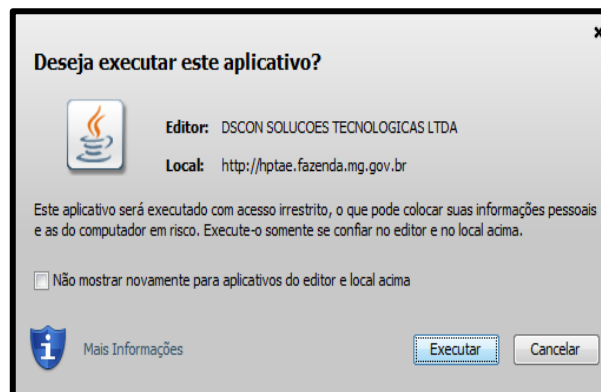 Deseja executar este aplicativo?
Editor: DSCON SOLUCOES TECNOLOGICAS LTDA
Local: http://hptae.fazenda.mg.gov.br
Este aplicativo será executado com acesso irrestrito, o que pode colocar suas informações pessoais
e as do computador em risco. Execute-o somente se confiar no editor e no local acima.
Não mostrar novamente para aplicativos do editor e local acima
Mais Informações
Executar
Cancelar